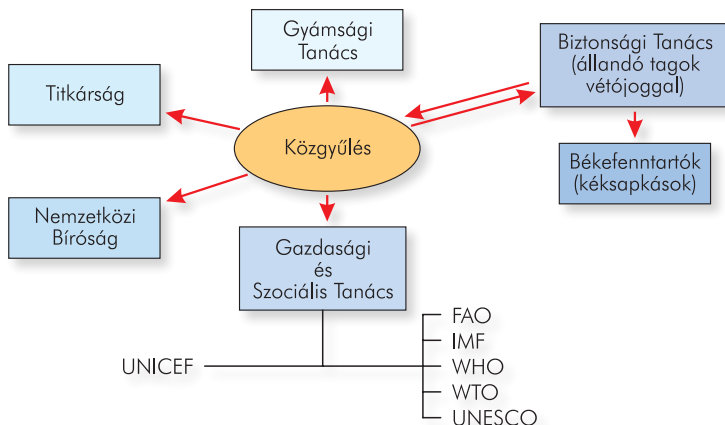 Gyámsági
Tanács
Biztonsági Tanács
(állandó tagok
vétójoggal)
Titkárság
Közgyűlés
Békefenntartók
(kéksapkások)
Nemzetközi
Bíróság
Gazdasági
és
Szociális Tanács
UNICEF
FAO
IMF
WHO
WTO
UNESCO